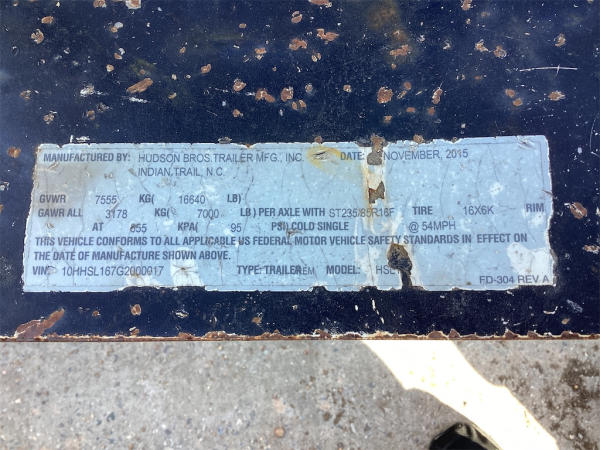 MANUFACTURED BY: HUDSON BROS. TRAILER MFG., INC. DATE: NOVEMBER, 2015
INDIAN TRAIL, N.C.
GVWR 7555 KG( 16640 LB)
GAWR ALL 3178 KG( 7000 LB) PER AXLE WITH ST235/85R16F TIRE 16X6K RIM
AT 655 KPA( 95 PSI) COLD SINGLE @ 54MPH
THIS VEHICLE CONFORMS TO ALL APPLICABLE US FEDERAL MOTOR VEHICLE SAFETY STANDARDS IN EFFECT ON
THE DATE OF MANUFACTURE SHOWN ABOVE.
VIN: 10HHSL167G2000917 TYPE: TRAILER EM MODEL:
FD-304 REV A